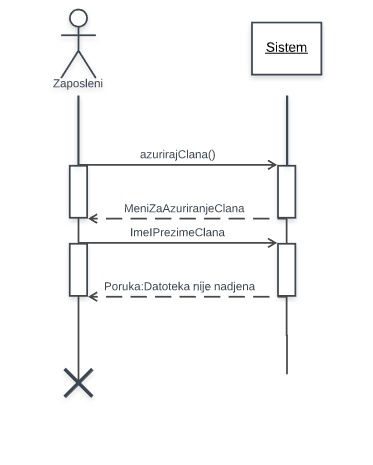 Zaposleni
Sistem
azurirajClana()
MeniZaAzuriranjeClana
ImeIPrezimeClana
Poruka:Datoteka nije nadjena